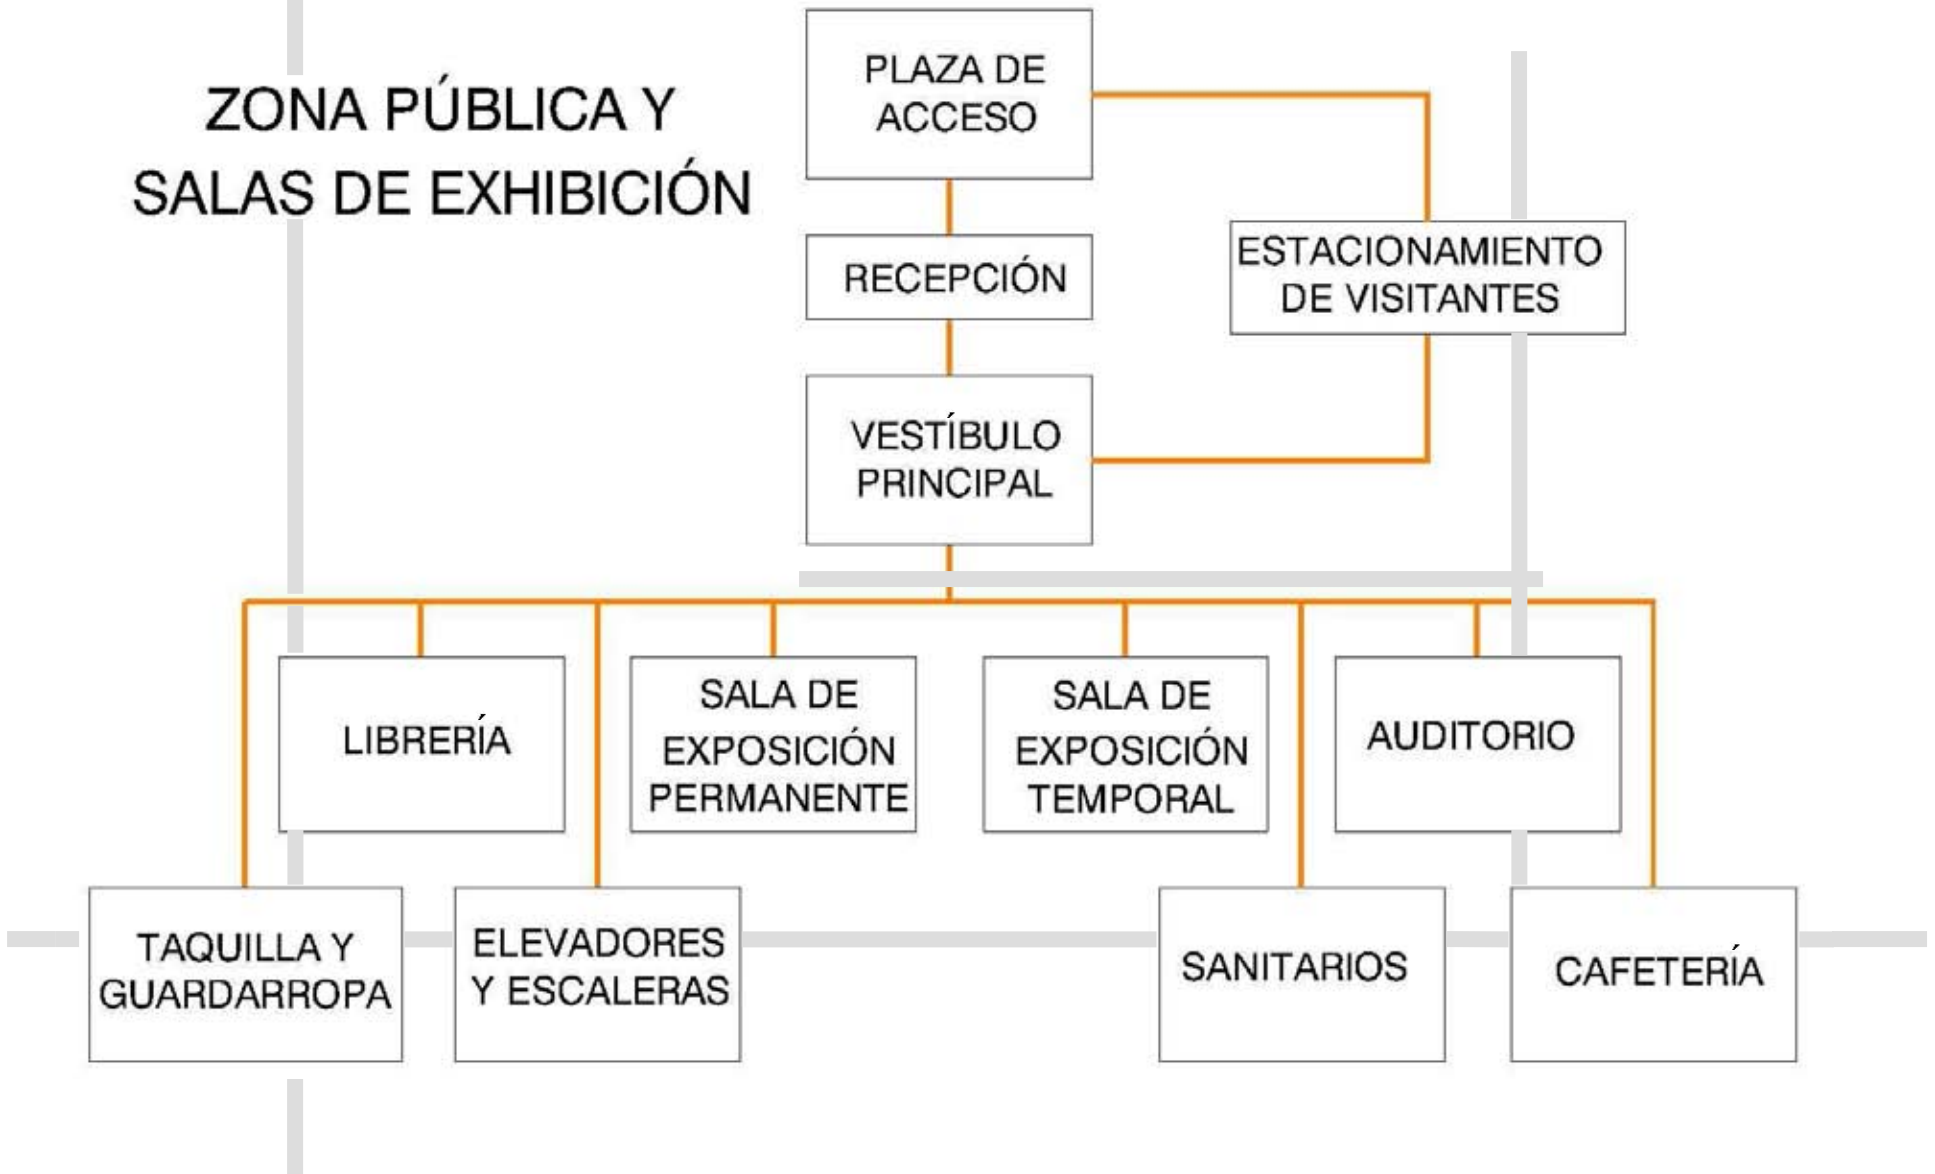 ZONA PÚBLICA Y
SALAS DE EXHIBICIÓN
PLAZA DE
ACCESO
RECEPCIÓN
ESTACIONAMIENTO
DE VISITANTES
VESTÍBULO
PRINCIPAL
LIBRERÍA
SALA DE
EXPOSICIÓN
PERMANENTE
SALA DE
EXPOSICIÓN
TEMPORAL
AUDITORIO
TAQUILLA Y
GUARDARROPA
ELEVADORES
Y ESCALERAS
SANITARIOS
CAFETERÍA